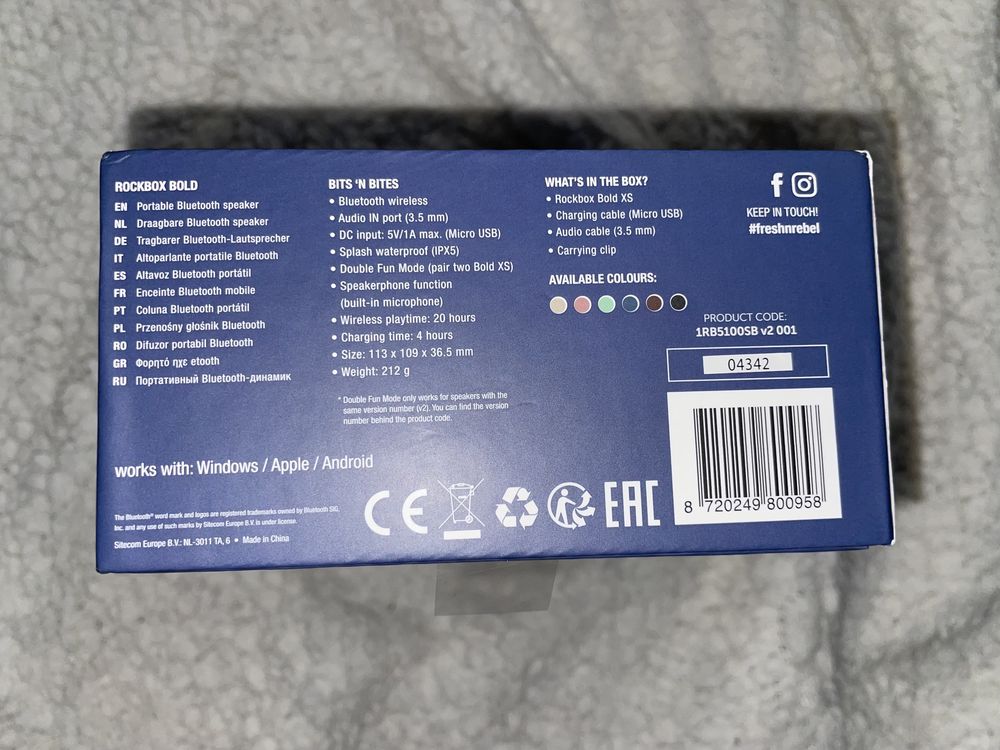 ROCKBOX BOLD
EN Portable Bluetooth speaker
NL Draagbare Bluetooth speaker
DE Tragbarer Bluetooth-Lautsprecher
IT Altoparlante portatile Bluetooth
ES Altavoz Bluetooth portátil
FR Enceinte Bluetooth mobile
PT Coluna Bluetooth portátil
PL Przenośny głośnik Bluetooth
RO Difuzor portabil Bluetooth
GR Φορητό ηχε etooth
RU Портативный Bluetooth-динамик
works with: Windows / Apple / Android
The Bluetooth® word mark and logos are registered trademarks owned by Bluetooth SIG,
Inc. and any use of such marks by Sitecom Europe B.V. is under license.
Sitecom Europe B.V.: NL-3011 TA, 6 • Made in China
BITS 'N BITES
• Bluetooth wireless
• Audio IN port (3.5 mm)
• DC input: 5V/1A max. (Micro USB)
• Splash waterproof (IPX5)
• Double Fun Mode (pair two Bold XS)
• Speakerphone function
(built-in microphone)
• Wireless playtime: 20 hours
• Charging time: 4 hours
• Size: 113 x 109 x 36.5 mm
• Weight: 212 g
* Double Fun Mode only works for speakers with the
same version number (v2). You can find the version
number behind the product code.
WHAT'S IN THE BOX?
• Rockbox Bold XS
• Charging cable (Micro USB)
• Audio cable (3.5 mm)
• Carrying clip
AVAILABLE COLOURS:
KEEP IN TOUCH!
#freshnrebel
PRODUCT CODE:
1RB5100SB v2 001
04342
8 720249 800958
CE
EAC